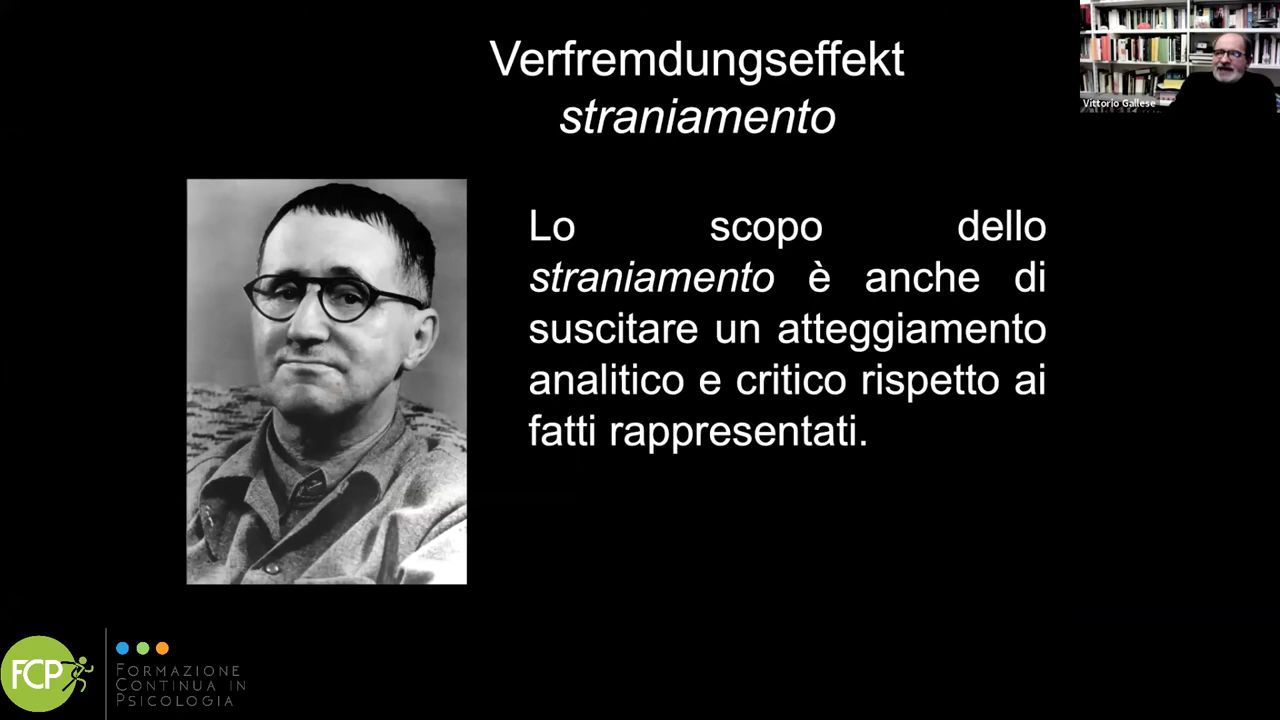 Verfremdungseffekt
straniamento
Vittorio Gallese
Lo scopo dello
straniamento è anche di
suscitare un atteggiamento
analitico e critico rispetto ai
fatti rappresentati.
FCP
FORMAZIONE
CONTINUA IN
PSICOLOGIA